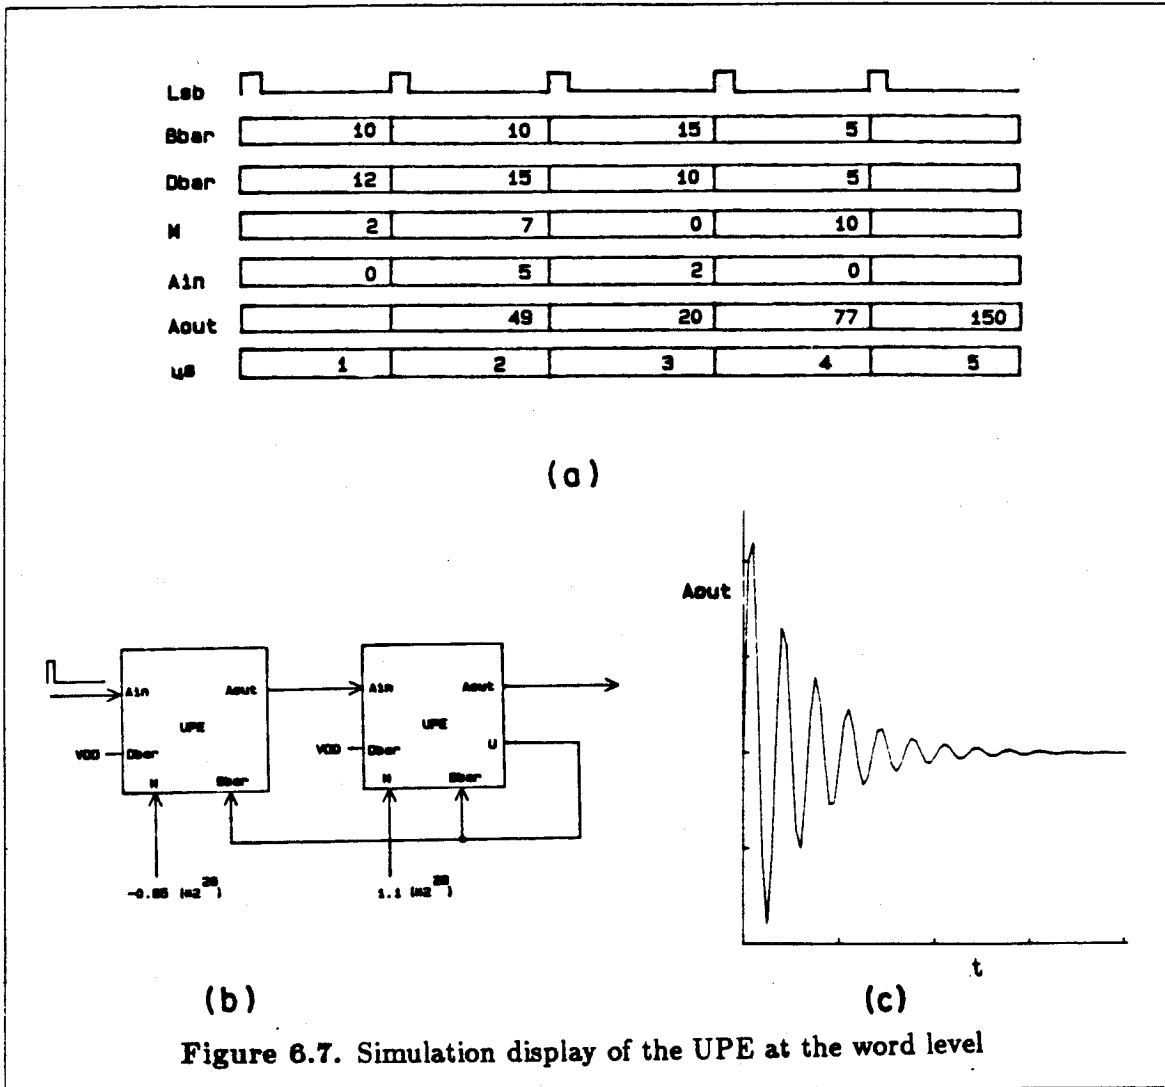 Lsb
Bbar 10 10 15 5
Dbar 12 15 10 5
M 2 7 0 10
Ain 0 5 2 0
Aout 49 20 77 150
us 1 2 3 4 5
(a)
Ain Aout
UPE
VDD Dbar
M Bbar
Ain Aout
UPE U
VDD Dbar
M Bbar
1.1
(b)
Aout
t
(c)
Figure 6.7. Simulation display of the UPE at the word level